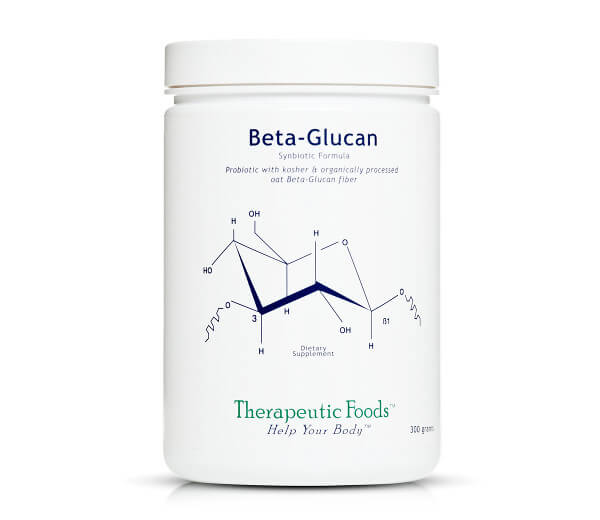 Beta-Glucan
Synbiotic Formula
Probiotic with kosher & organically processed
oat Beta-Glucan fiber
OH
H
H
O
HO
O
O
3
H
β1
OH
H
H
Dietary
Supplement
Therapeutic Foods™
Help Your Body™
300 grams